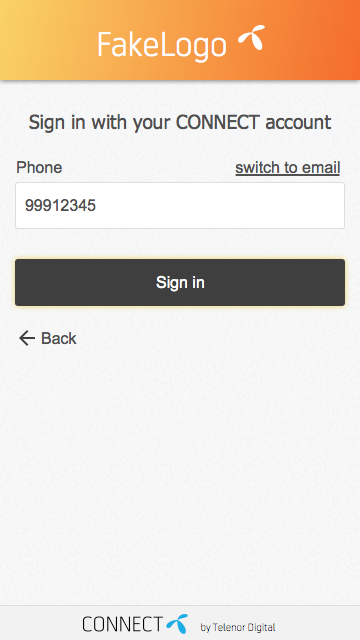 FakeLogo
Sign in with your CONNECT account
Phone switch to email
99912345
Sign in
Back
CONNECT by Telenor Digital